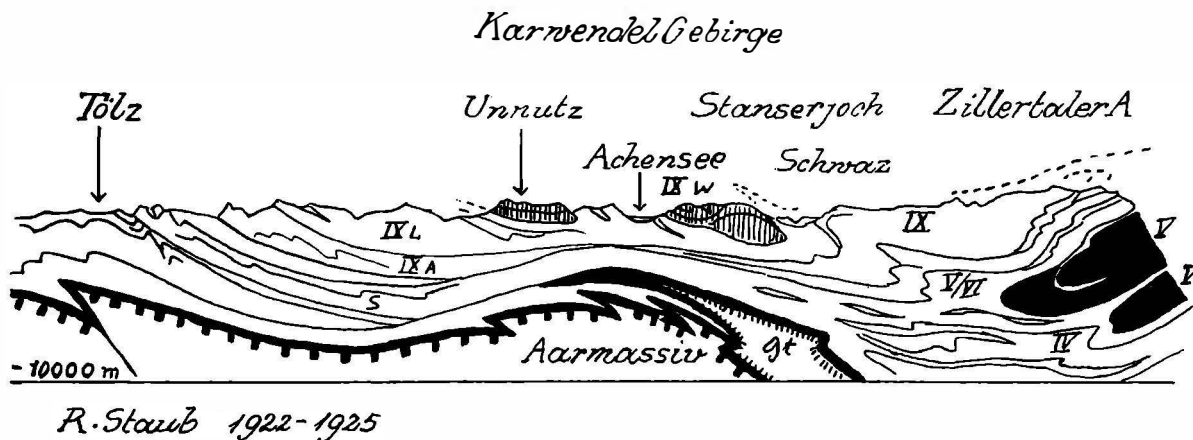 Karwendel Gebirge
Tölz
Unnutz
Stanserjoch
Zillertaler A
Achensee
Schwaz
IX W
IX L
IX
IX A
V
V/VI
V
S
IV
Aarmassiv
gt
- 10000 m
R. Staub 1922-1925